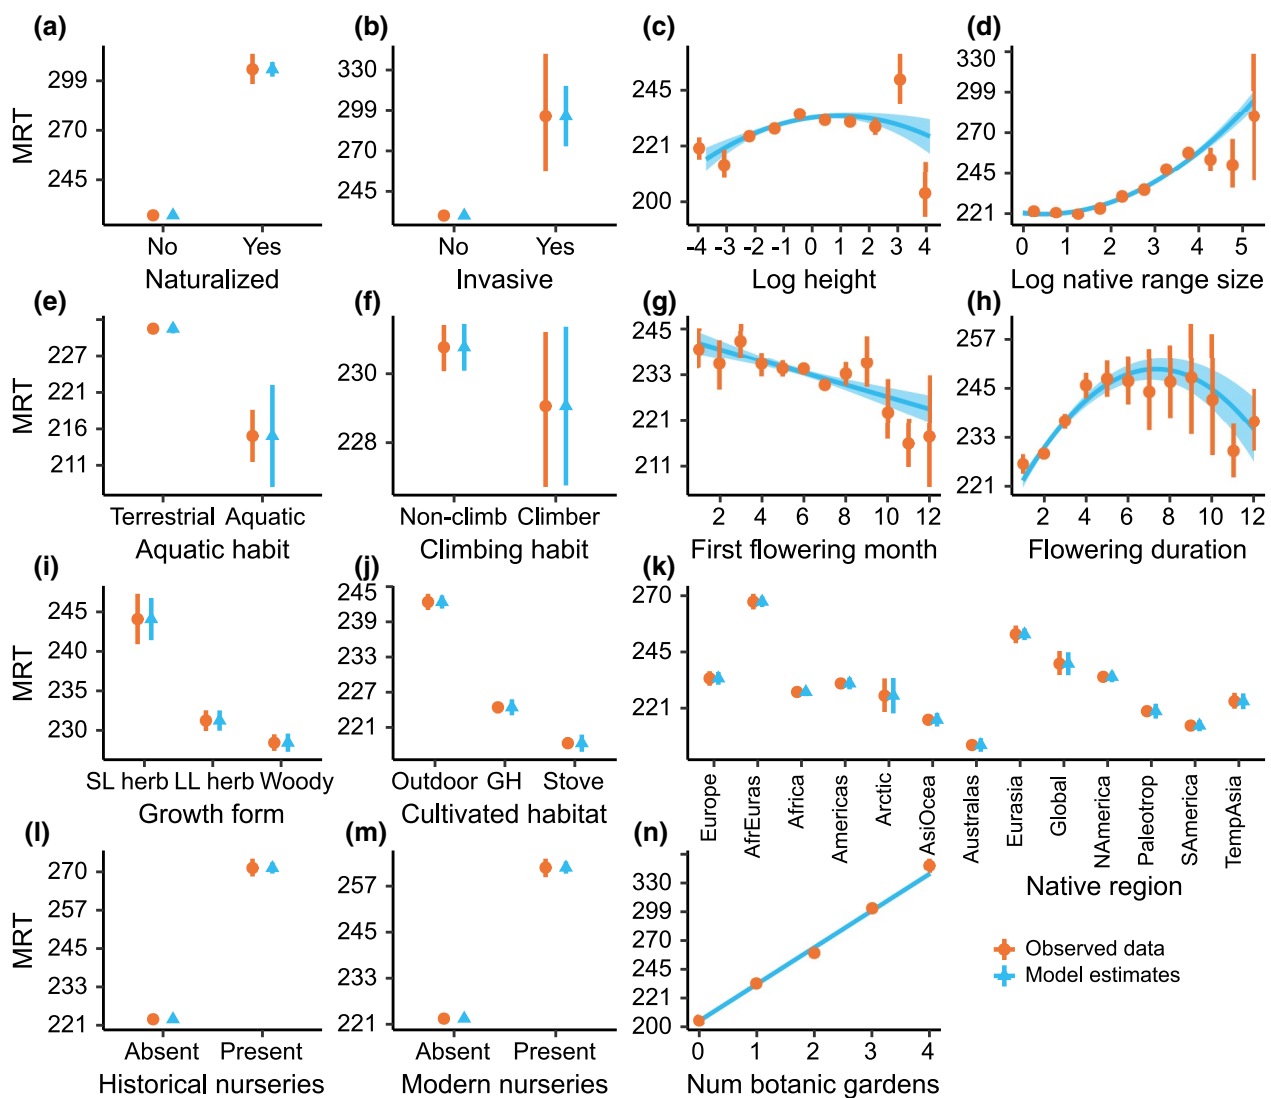 (a)
MRT
299
270
245
No Yes
Naturalized
(b)
330
299
270
245
No Yes
Invasive
(c)
245
221
200
-4 -3 -2 -1 0 1 2 3 4
Log height
(d)
330
299
270
245
221
0 1 2 3 4 5
Log native range size
(e)
MRT
227
221
216
211
Terrestrial Aquatic
Aquatic habit
(f)
230
228
Non-climb Climber
Climbing habit
(g)
245
233
221
211
2 4 6 8 10 12
First flowering month
(h)
257
245
233
221
2 4 6 8 10 12
Flowering duration
(i)
MRT
245
240
235
230
SL herb LL herb Woody
Growth form
(j)
245
239
233
227
221
Outdoor GH Stove
Cultivated habitat
(k)
270
245
221
Europe
AfrEuras
Africa
Americas
Arctic
AsiOcea
Australas
Eurasia
Global
NAmerica
Paleotrop
SAmerica
TempAsia
Native region
(l)
MRT
270
257
245
233
221
Absent Present
Historical nurseries
(m)
257
245
233
221
Absent Present
Modern nurseries
(n)
330
299
270
245
221
200
0 1 2 3 4
Num botanic gardens
Observed data
Model estimates